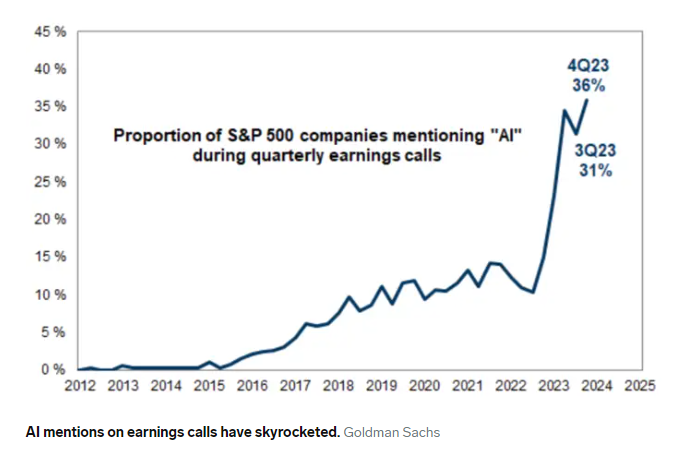 45 %
40 %
35 %
30 %
25 %
20 %
15 %
10 %
5 %
0 %
Proportion of S&P 500 companies mentioning "AI"
during quarterly earnings calls
4Q23
36%
3Q23
31%
2012 2013 2014 2015 2016 2017 2018 2019 2020 2021 2022 2023 2024 2025
AI mentions on earnings calls have skyrocketed. Goldman Sachs